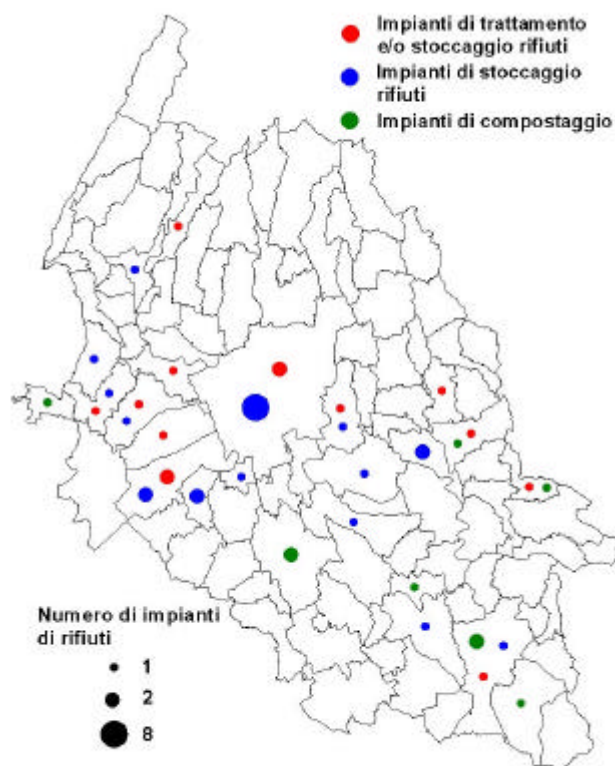 Impianti di trattamento
e/o stoccaggio rifiuti
Impianti di stoccaggio
rifiuti
Impianti di compostaggio
Numero di impianti
di rifiuti
1
2
8